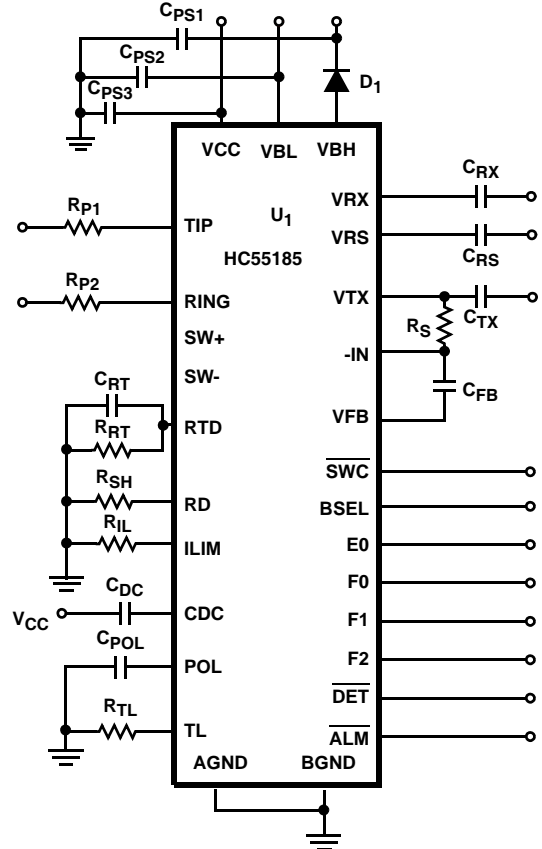 CPS1
CPS2
CPS3
D1
VCC VBL VBH
U1
HC55185
RP1
TIP
RP2
RING
SW+
SW-
CRT
RRT
RTD
RSH
RD
RIL
ILIM
CDC
VCC
CDC
CPOL
POL
RTL
TL
AGND BGND
VRX
CRX
VRS
CRS
VTX
CTX
RS
-IN
CFB
VFB
SWC
BSEL
E0
F0
F1
F2
DET
ALM